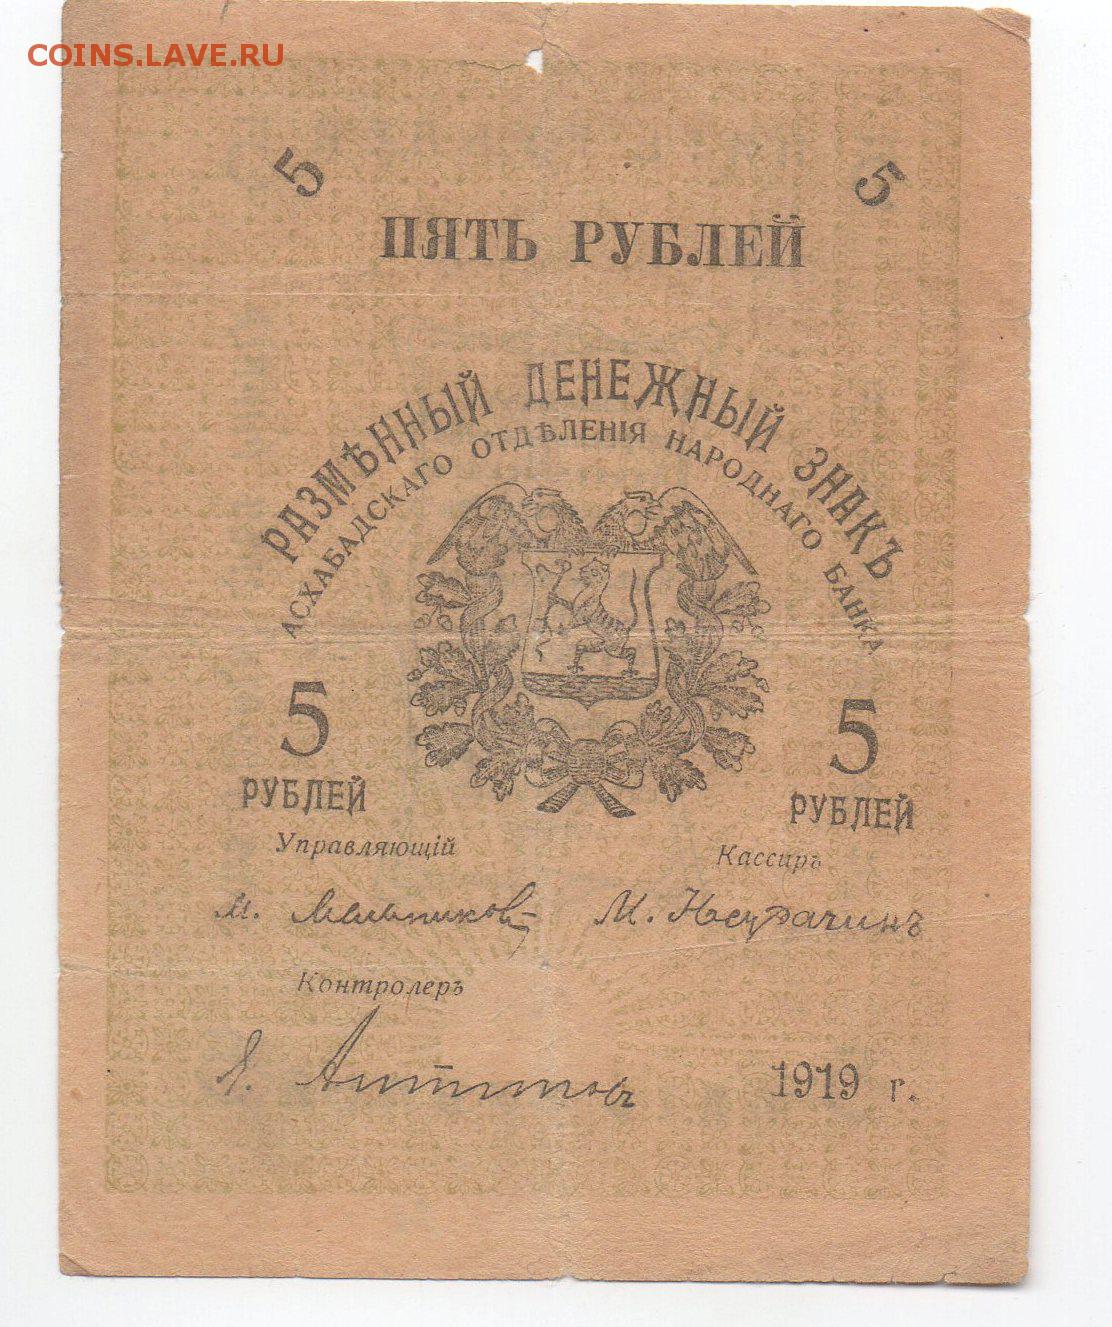 COINS.LAVE.RU
5 5
ПЯТЬ РУБЛЕЙ
РАЗМѢННЫЙ ДЕНЕЖНЫЙ ЗНАКЪ
АСХАБАДСКАГО ОТДѢЛЕНІЯ НАРОДНАГО БАНКА
5 5
РУБЛЕЙ РУБЛЕЙ
Управляющій Кассиръ
М. М.
Контролеръ
1919 г.